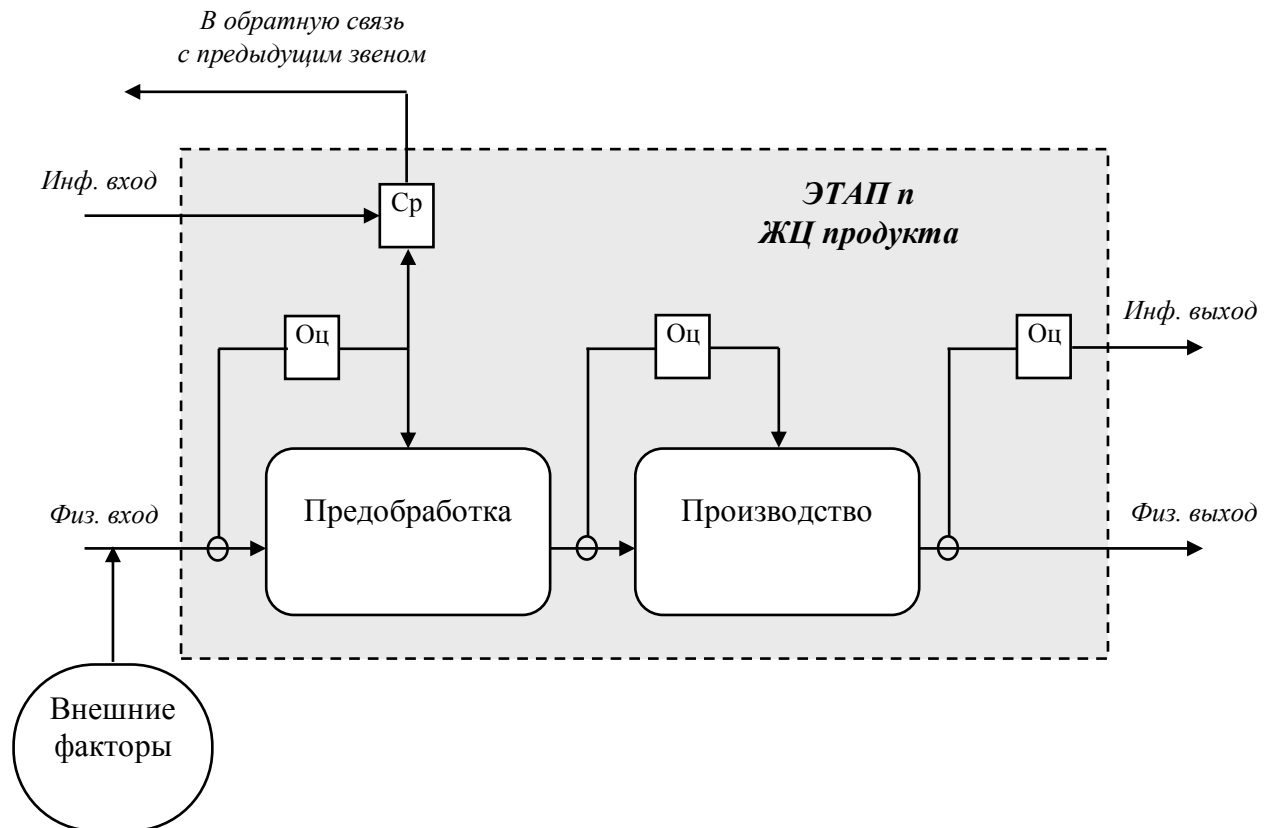 В обратную связь
с предыдущим звеном
Инф. вход
Ср
ЭТАП n
ЖЦ продукта
Оц
Оц
Оц
Инф. выход
Физ. вход
Предобработка
Производство
Физ. выход
Внешние
факторы